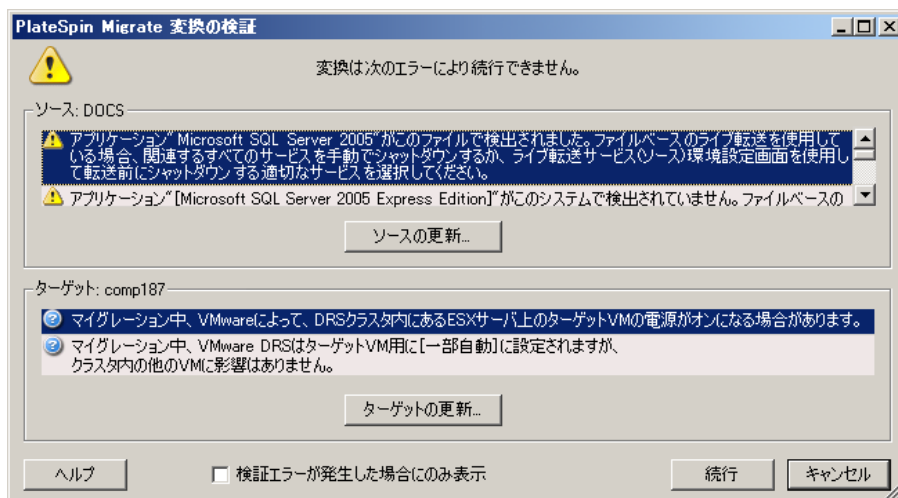 PlateSpin Migrate 変換の検証
変換は次のエラーにより続行できません。
ソース: DOCS
アプリケーション"Microsoft SQL Server 2005"がこのファイルで検出されました。ファイルベースのライブ転送を使用して
いる場合、関連するすべてのサービスを手動でシャットダウンするか、ライブ転送サービス(ソース)環境設定画面を使用し
て転送前にシャットダウンする適切なサービスを選択してください。
アプリケーション"[Microsoft SQL Server 2005 Express Edition]"がこのシステムで検出されていません。ファイルベースの
ソースの更新...
ターゲット: comp187
マイグレーション中、VMwareによって、DRSクラスタ内にあるESXサーバ上のターゲットVMの電源がオンになる場合があります。
マイグレーション中、VMware DRSはターゲットVM用に[一部自動]に設定されますが、
クラスタ内の他のVMに影響はありません。
ターゲットの更新...
ヘルプ
検証エラーが発生した場合にのみ表示
続行
キャンセル